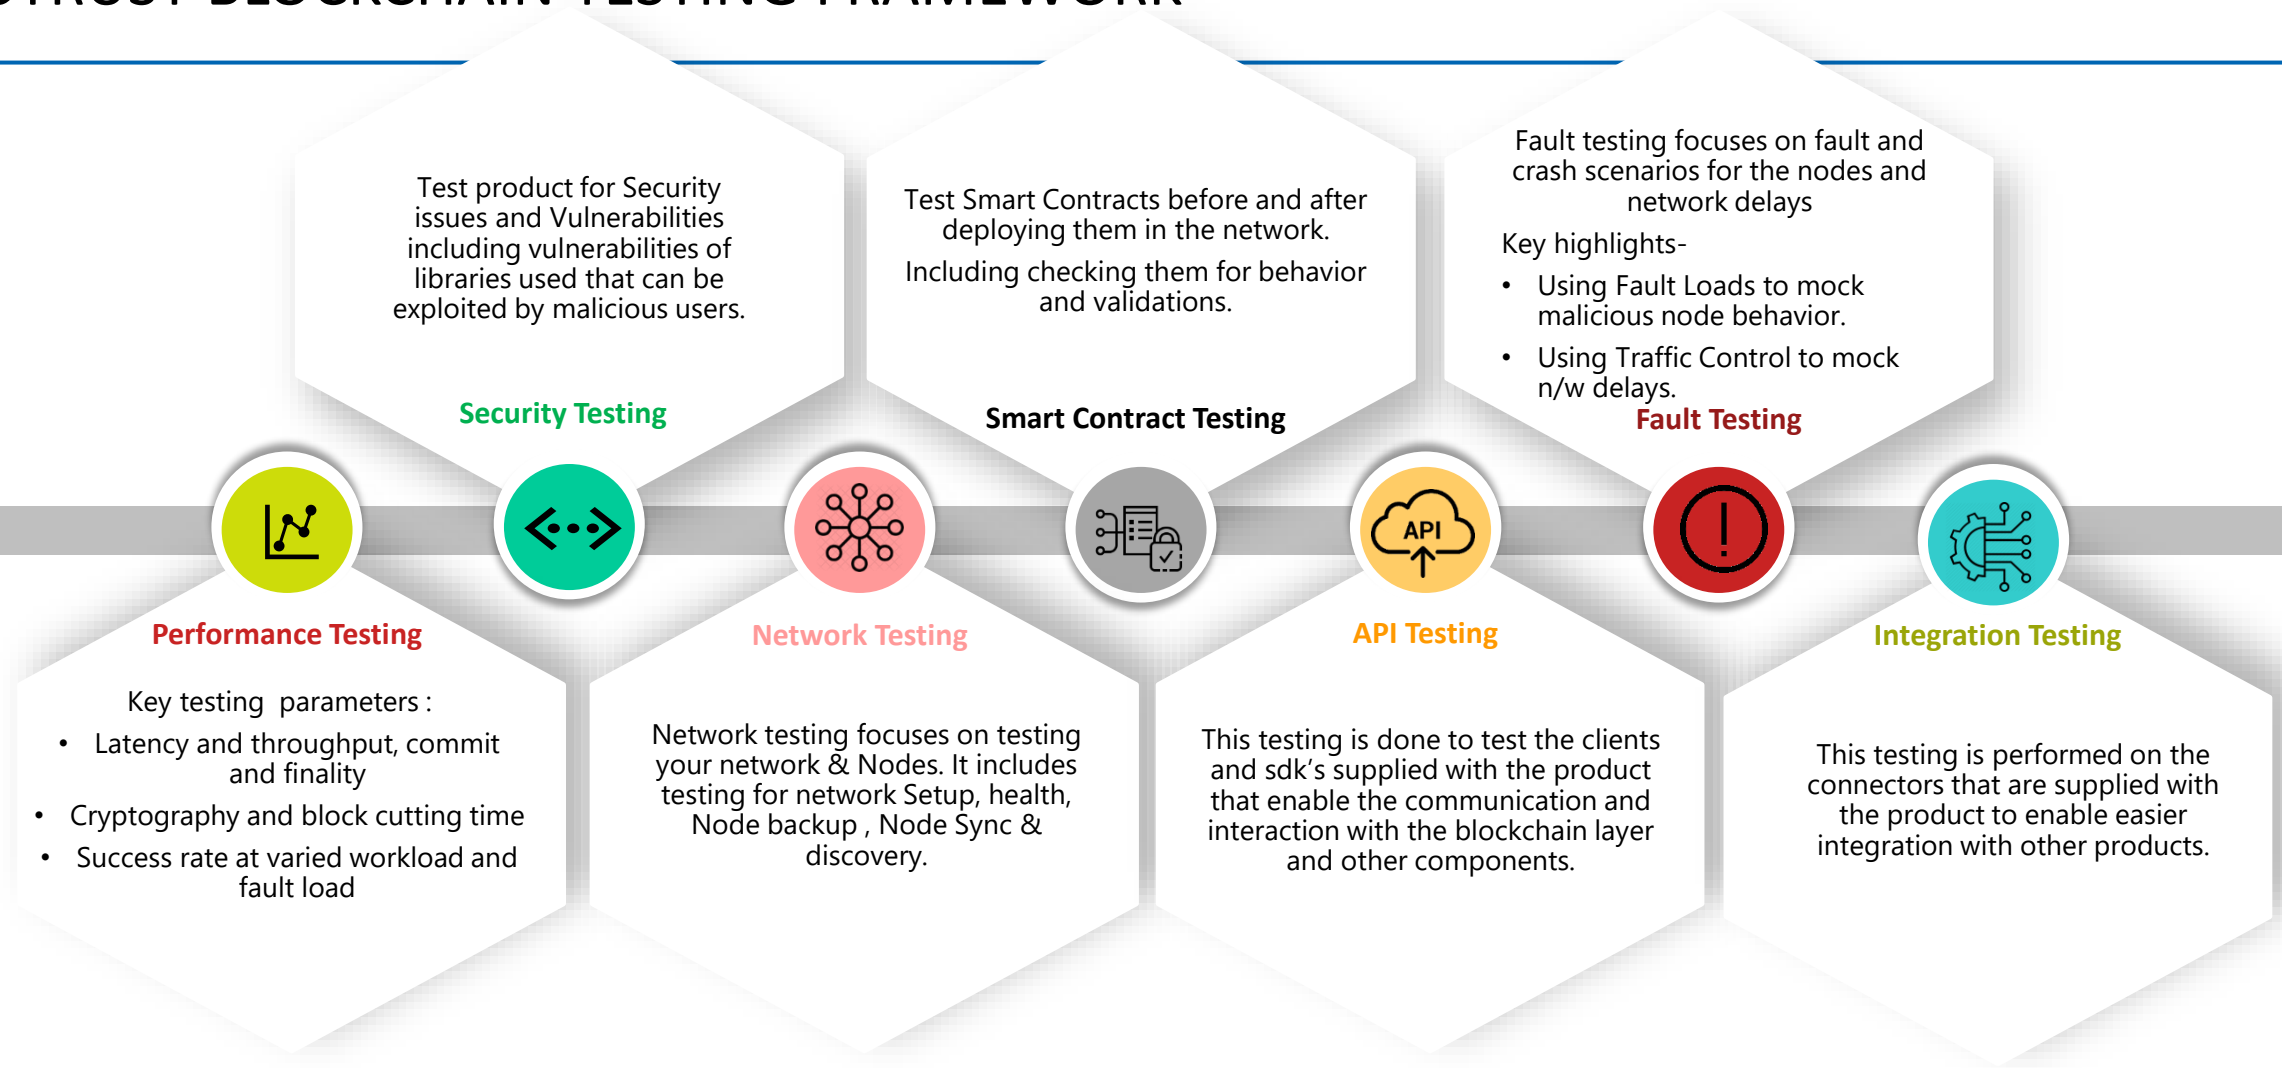 BLOCKCHAIN TESTING FRAMEWORK
Test product for Security
issues and Vulnerabilities
including vulnerabilities of
libraries used that can be
exploited by malicious users.
Security Testing
Test Smart Contracts before and after
deploying them in the network.
Including checking them for behavior
and validations.
Smart Contract Testing
Fault testing focuses on fault and
crash scenarios for the nodes and
network delays
Key highlights-
• Using Fault Loads to mock
malicious node behavior.
• Using Traffic Control to mock
n/w delays.
Fault Testing
API
Performance Testing
Key testing parameters :
• Latency and throughput, commit
and finality
• Cryptography and block cutting time
• Success rate at varied workload and
fault load
Network Testing
Network testing focuses on testing
your network & Nodes. It includes
testing for network Setup, health,
Node backup , Node Sync &
discovery.
API Testing
This testing is done to test the clients
and sdk's supplied with the product
that enable the communication and
interaction with the blockchain layer
and other components.
Integration Testing
This testing is performed on the
connectors that are supplied with
the product to enable easier
integration with other products.